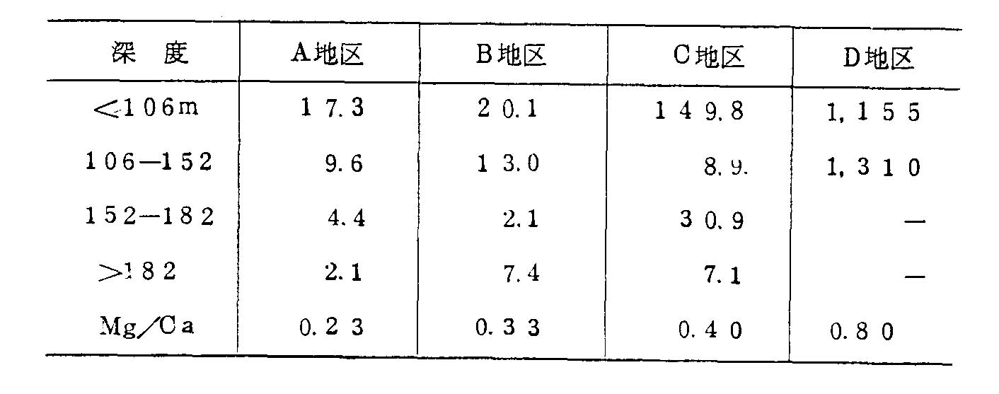 深 度 A地区 B地区 C地区 D地区
<106m 17.3 20.1 149.8 1,155
106—152 9.6 13.0 8.9. 1,310
152—182 4.4 2.1 30.9 —
>182 2.1 7.4 7.1 —
Mg/Ca 0.23 0.33 0.40 0.80